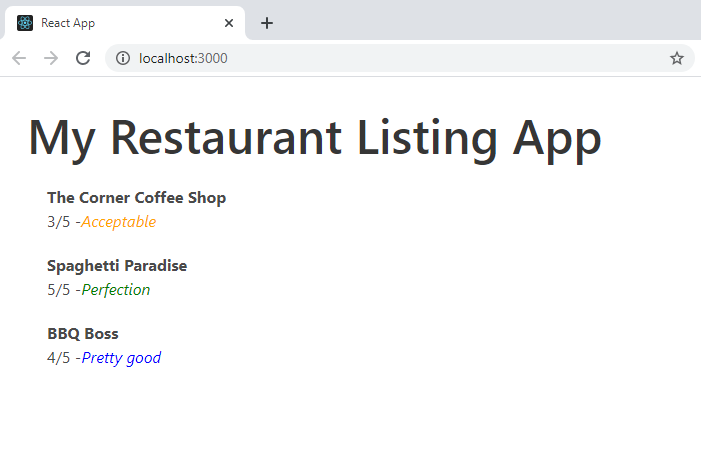 React App
localhost:3000
My Restaurant Listing App
The Corner Coffee Shop
3/5 -Acceptable
Spaghetti Paradise
5/5 -Perfection
BBQ Boss
4/5 -Pretty good